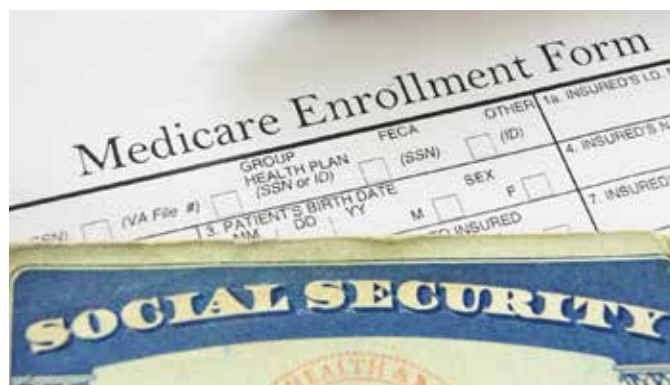 Medicare Enrollment Form
GROUP
HEALTH PLAN
(SSN or ID)
FECA
(SSN)
OTHER
(ID)
1a. INSURED'S I.D.
(VA File #)
3. PATIENT'S BIRTH DATE
MM DD YY
SEX
M F
4. INSURED'S
7. INSURED
INSURED
SOCIAL SECURITY
HEALTH &